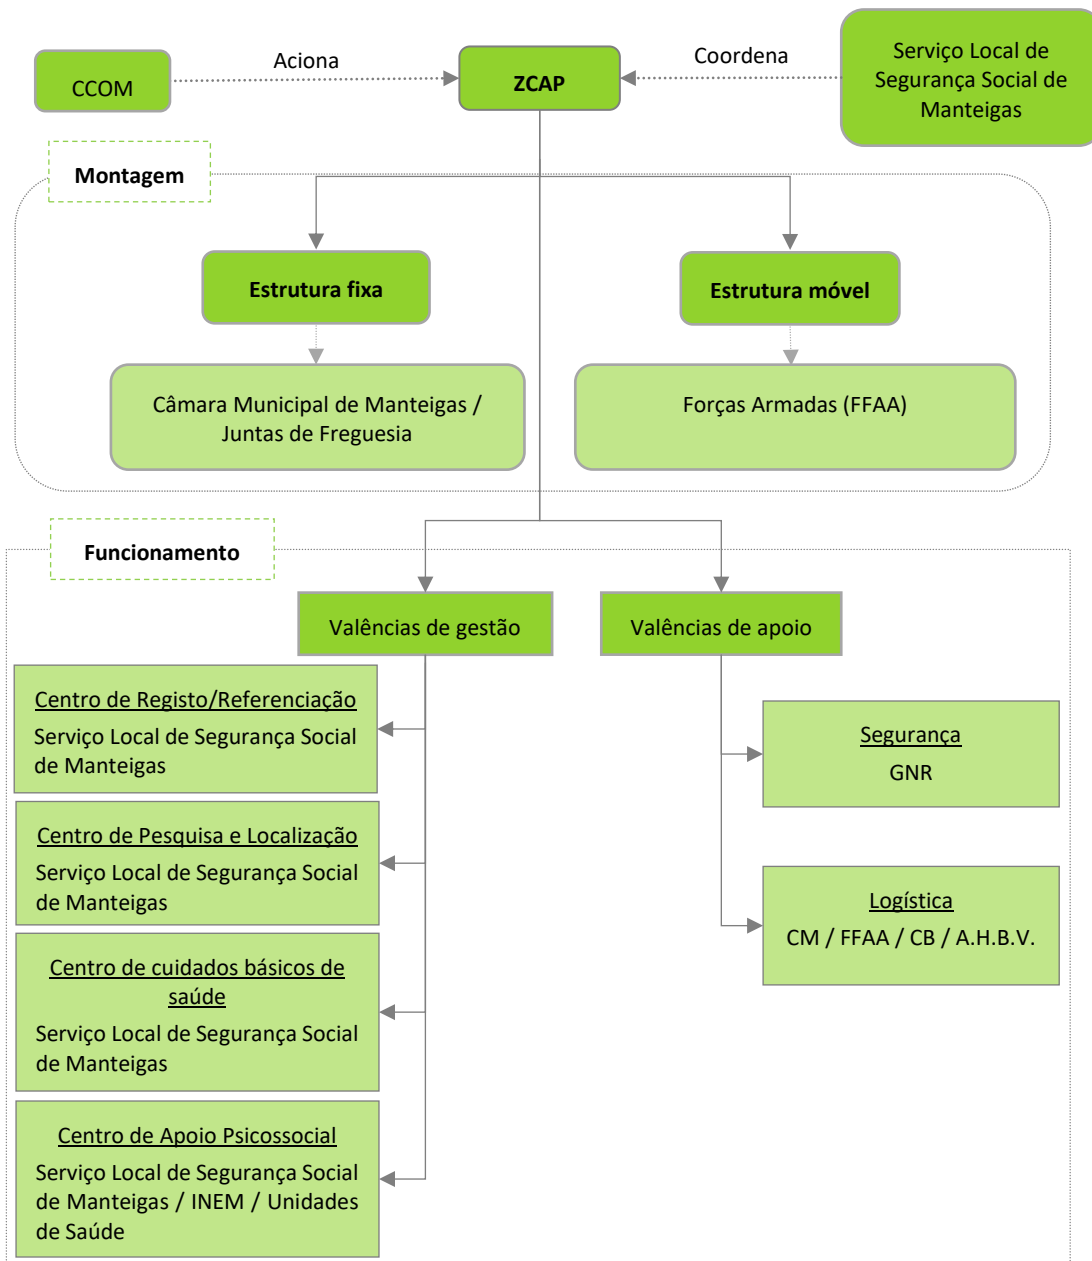 CCOM
Aciona
ZCAP
Coordena
Serviço Local de
Segurança Social de
Manteigas
Montagem
Estrutura fixa
Estrutura móvel
Câmara Municipal de Manteigas /
Juntas de Freguesia
Forças Armadas (FFAA)
Funcionamento
Valências de gestão
Valências de apoio
Centro de Registo/Referenciação
Serviço Local de Segurança Social
de Manteigas
Centro de Pesquisa e Localização
Serviço Local de Segurança Social
de Manteigas
Centro de cuidados básicos de
saúde
Serviço Local de Segurança Social
de Manteigas
Centro de Apoio Psicossocial
Serviço Local de Segurança Social
de Manteigas / INEM / Unidades
de Saúde
Segurança
GNR
Logística
CM / FFAA / CB / A.H.B.V.